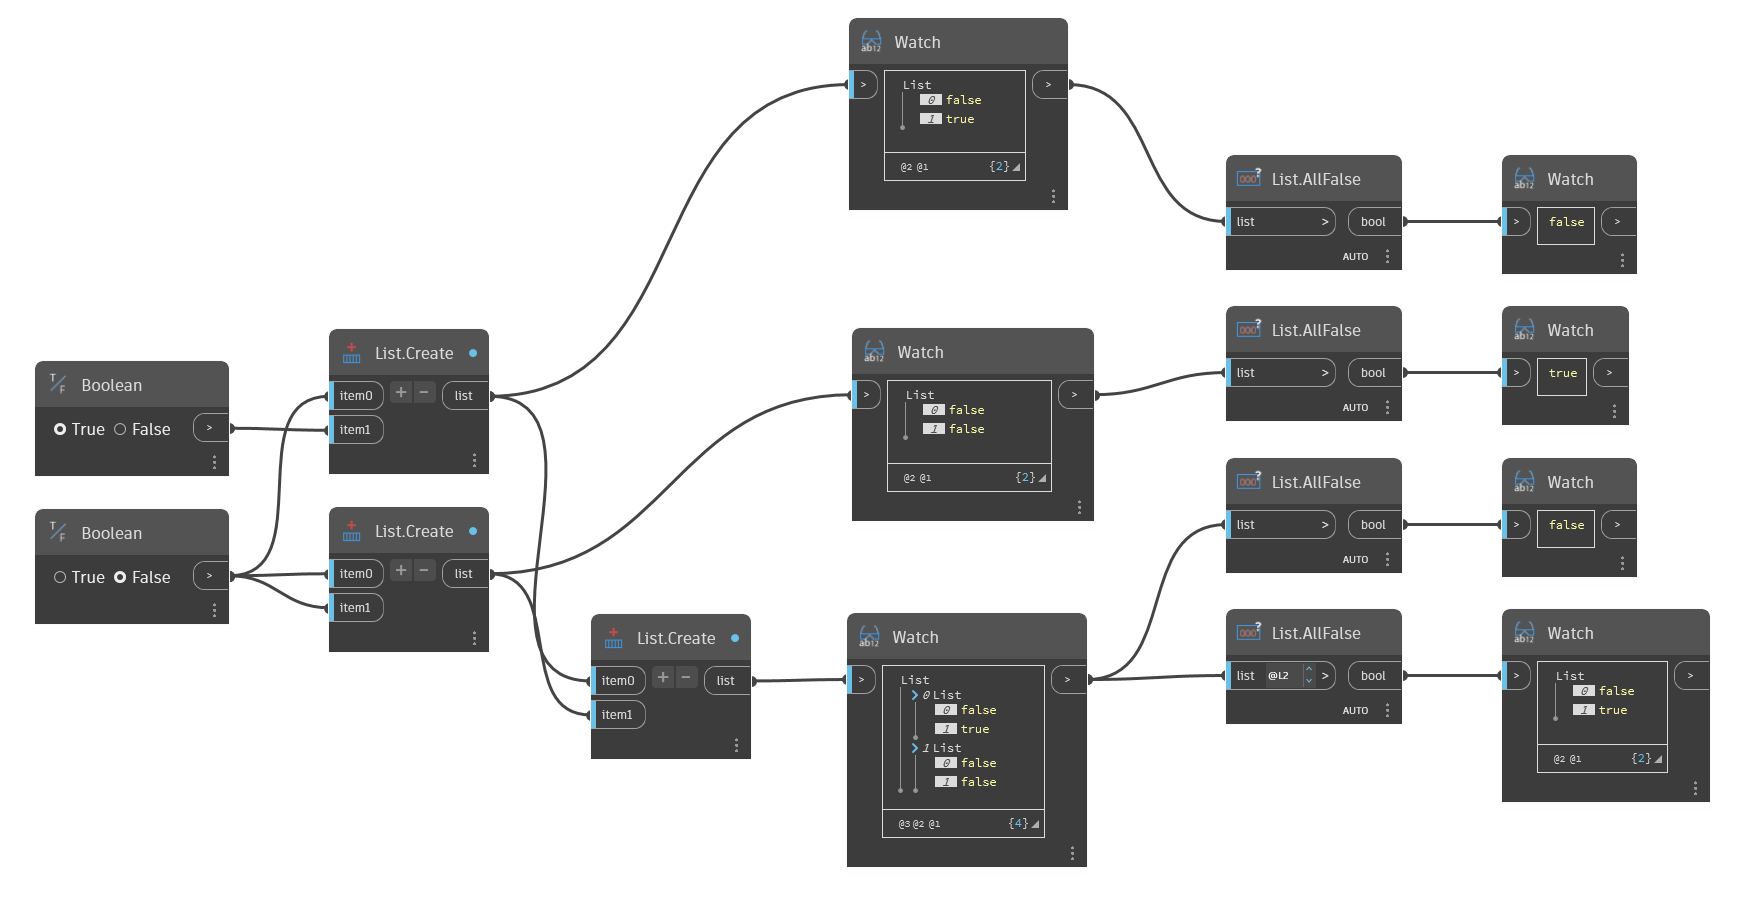 Boolean
True False >
Boolean
True False >
List.Create
item0 + − list
item1
List.Create
item0 + − list
item1
List.Create
item0 + − list
item1
Watch
> >
List
0 false
1 true
@2 @1 {2}
Watch
> >
List
0 false
1 false
@2 @1 {2}
Watch
> >
List
0 List
0 false
1 true
1 List
0 false
1 false
@3 @2 @1 {4}
List.AllFalse
list > bool
AUTO
Watch
> false >
List.AllFalse
list > bool
AUTO
Watch
> true >
List.AllFalse
list > bool
AUTO
Watch
> false >
List.AllFalse
list @L2 > bool
AUTO
Watch
> >
List
0 false
1 true
@2 @1 {2}